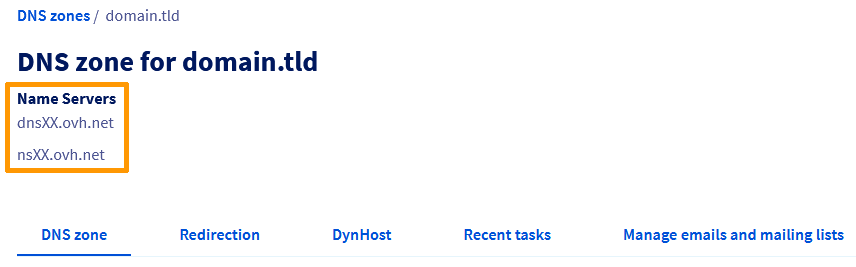 DNS zones / domain.tld
DNS zone for domain.tld
Name Servers
dnsXX.ovh.net
nsXX.ovh.net
DNS zone Redirection DynHost Recent tasks Manage emails and mailing lists